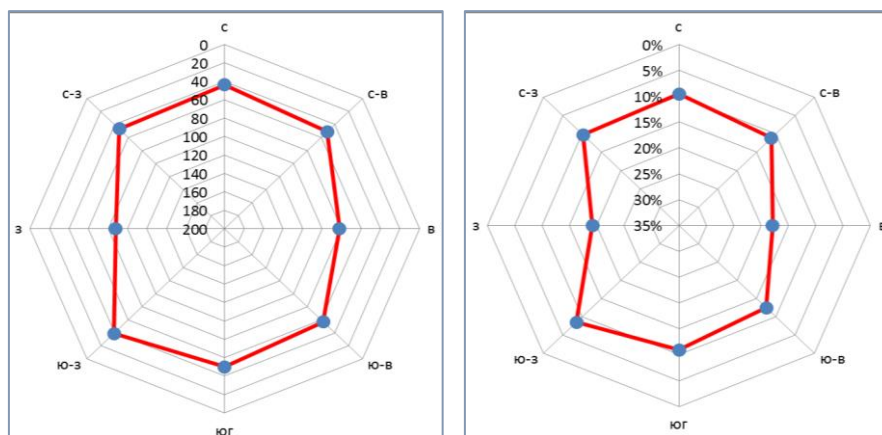 С
0
20
40
60
80
100
120
140
160
180
200
С-З
С-В
З
В
Ю-З
Ю-В
ЮГ
С
0%
5%
10%
15%
20%
25%
30%
35%
С-З
С-В
З
В
Ю-З
Ю-В
ЮГ